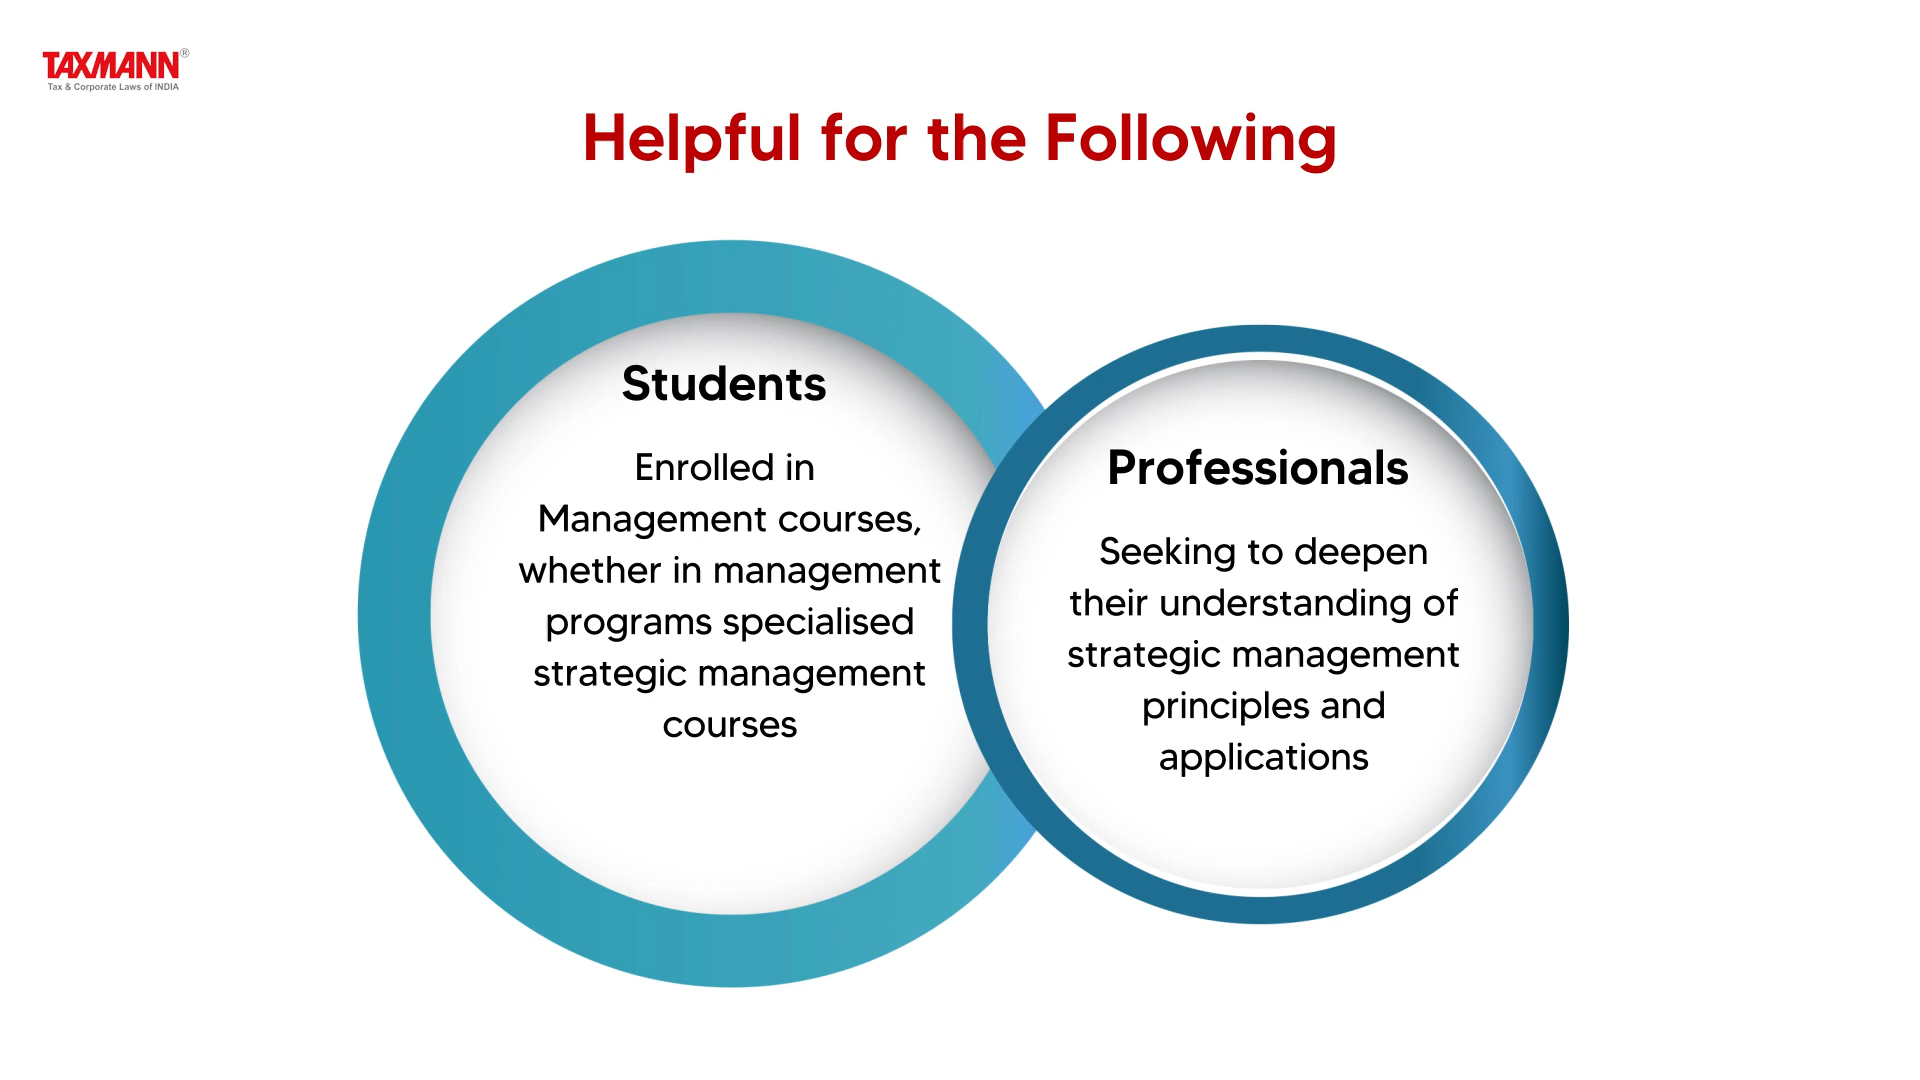 TAXMANN®
Tax & Corporate Laws of INDIA
Helpful for the Following
Students
Enrolled in
Management courses,
whether in management
programs specialised
strategic management
courses
Professionals
Seeking to deepen
their understanding of
strategic management
principles and
applications